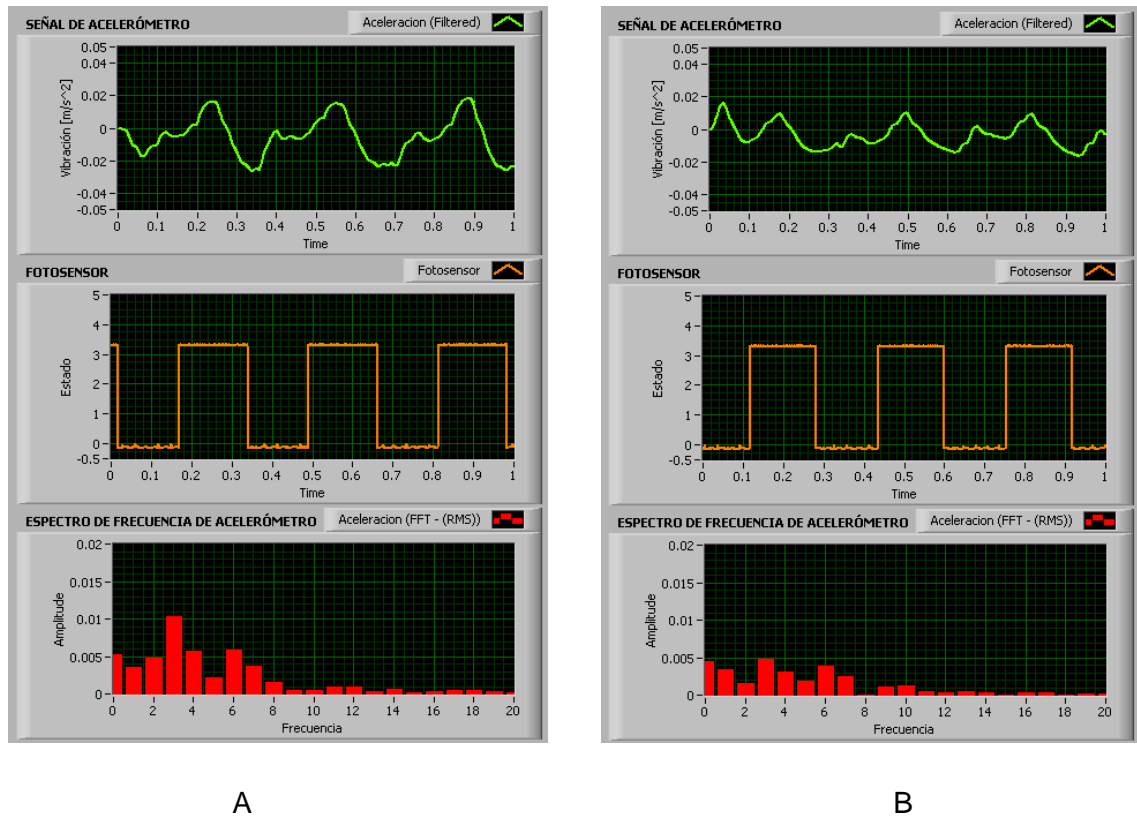 SEÑAL DE ACELERÓMETRO
Aceleracion (Filtered)
Vibración [m/s^2]
0.05
0.04
0.02
0
-0.02
-0.04
-0.05
0 0.1 0.2 0.3 0.4 0.5 0.6 0.7 0.8 0.9 1
Time
FOTOSENSOR
Fotosensor
Estado
5
4
3
2
1
0
-0.5
0 0.1 0.2 0.3 0.4 0.5 0.6 0.7 0.8 0.9 1
Time
ESPECTRO DE FRECUENCIA DE ACELERÓMETRO
Aceleracion (FFT - (RMS))
Amplitude
0.02
0.015
0.01
0.005
0
0 2 4 6 8 10 12 14 16 18 20
Frecuencia
A
SEÑAL DE ACELERÓMETRO
Aceleracion (Filtered)
Vibración [m/s^2]
0.05
0.04
0.02
0
-0.02
-0.04
-0.05
0 0.1 0.2 0.3 0.4 0.5 0.6 0.7 0.8 0.9 1
Time
FOTOSENSOR
Fotosensor
Estado
5
4
3
2
1
0
-0.5
0 0.1 0.2 0.3 0.4 0.5 0.6 0.7 0.8 0.9 1
Time
ESPECTRO DE FRECUENCIA DE ACELERÓMETRO
Aceleracion (FFT - (RMS))
Amplitude
0.02
0.015
0.01
0.005
0
0 2 4 6 8 10 12 14 16 18 20
Frecuencia
B